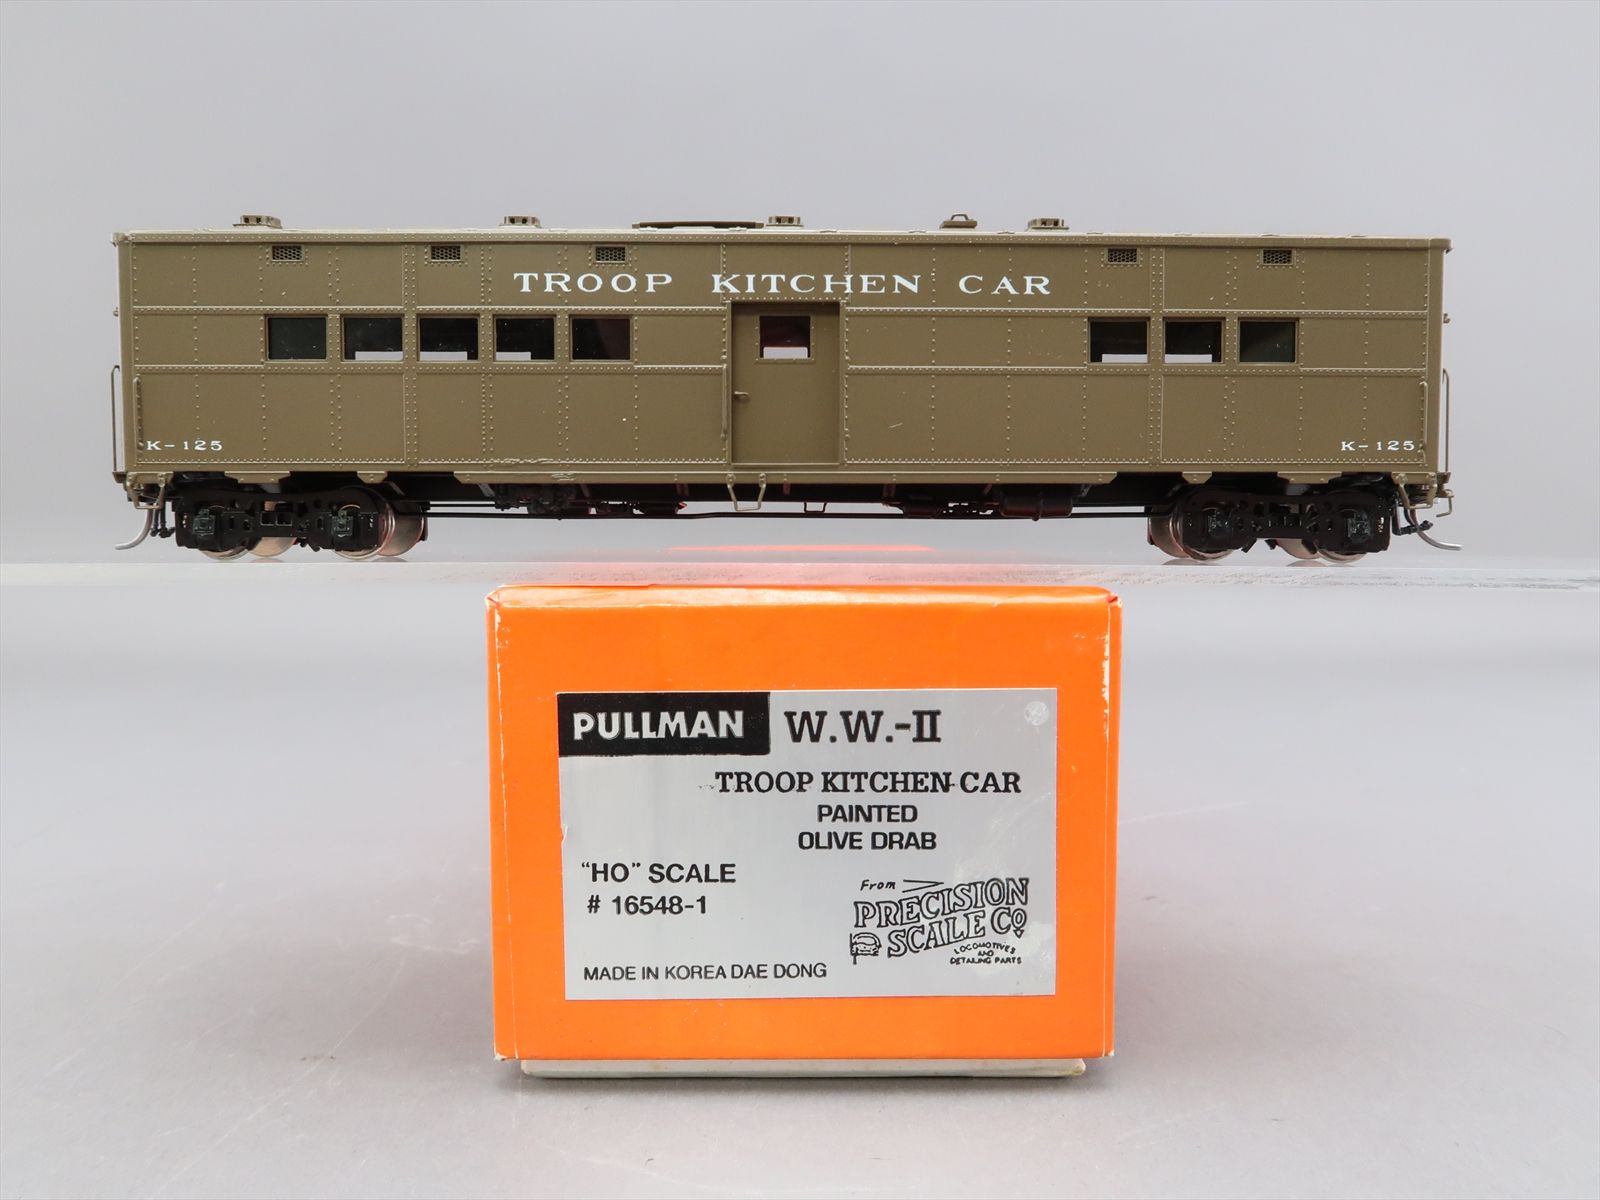 TROOP KITCHEN CAR
K-125
K-125
PULLMAN W.W.-II
TROOP KITCHEN CAR
PAINTED
OLIVE DRAB
"HO" SCALE
# 16548-1
From
PRECISION
SCALE Co
LOCOMOTIVES
AND
DETAILING PARTS
MADE IN KOREA DAE DONG